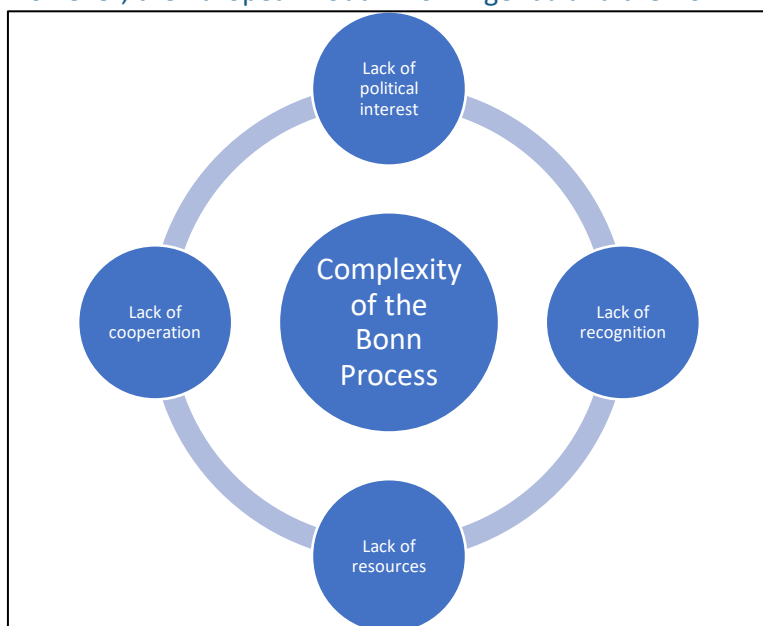 Lack of
political
interest
Complexity
of the
Bonn
Process
Lack of
cooperation
Lack of
recognition
Lack of
resources